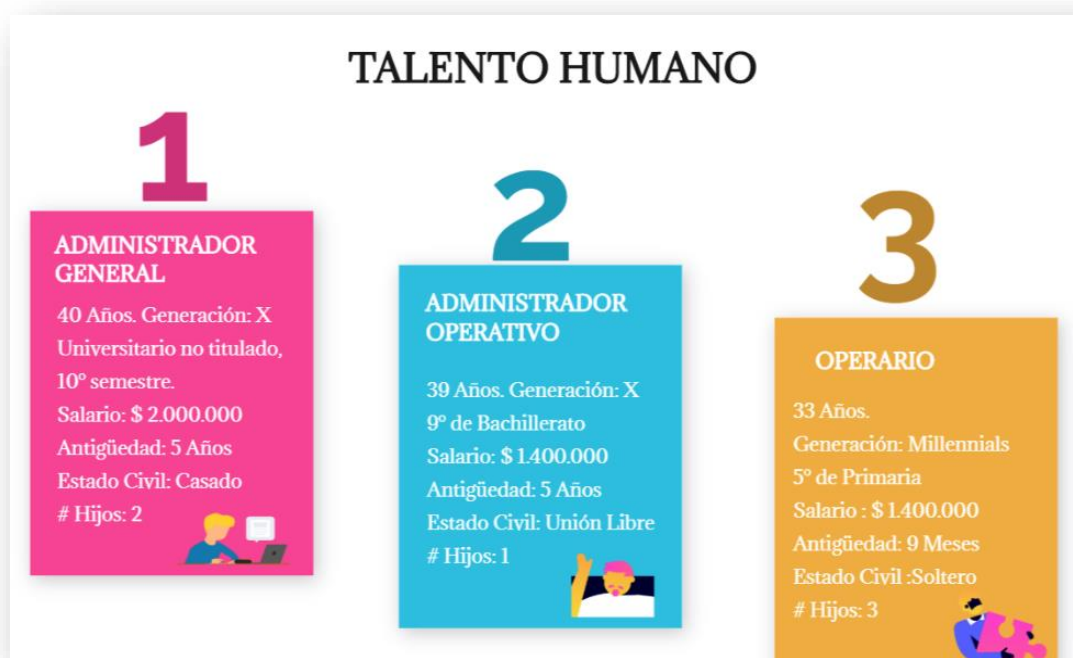 TALENTO HUMANO
1
ADMINISTRADOR
GENERAL
40 Años. Generación: X
Universitario no titulado,
10º semestre.
Salario: $ 2.000.000
Antigüedad: 5 Años
Estado Civil: Casado
# Hijos: 2
2
ADMINISTRADOR
OPERATIVO
39 Años. Generación: X
9º de Bachillerato
Salario: $ 1.400.000
Antigüedad: 5 Años
Estado Civil: Unión Libre
# Hijos: 1
3
OPERARIO
33 Años.
Generación: Millennials
5º de Primaria
Salario : $ 1.400.000
Antigüedad: 9 Meses
Estado Civil :Soltero
# Hijos: 3